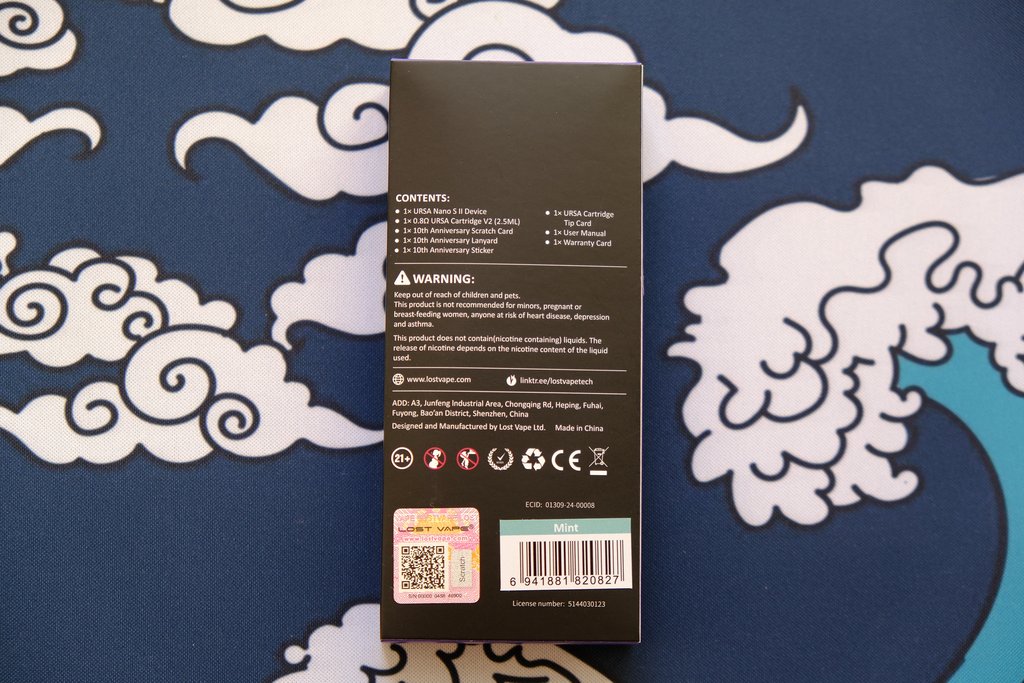 CONTENTS:
● 1× URSA Nano S II Device
● 1× 0.8Ω URSA Cartridge V2 (2.5ML)
● 1× 10th Anniversary Scratch Card
● 1× 10th Anniversary Lanyard
● 1× 10th Anniversary Sticker
● 1× URSA Cartridge
Tip Card
● 1× User Manual
● 1× Warranty Card
WARNING:
Keep out of reach of children and pets.
This product is not recommended for minors, pregnant or
breast-feeding women, anyone at risk of heart disease, depression
and asthma.
This product does not contain(nicotine containing) liquids. The
release of nicotine depends on the nicotine content of the liquid
used.
www.lostvape.com
linktr.ee/lostvapetech
ADD: A3, Junfeng Industrial Area, Chongqing Rd, Heping, Fuhai,
Fuyong, Bao'an District, Shenzhen, China
Designed and Manufactured by Lost Vape Ltd. Made in China
21+
CE
ECID: 01309-24-00008
LOST VAPE®
www.lostvape.com
Scratch
Mint
6 941881 820827
License number: 5144030123